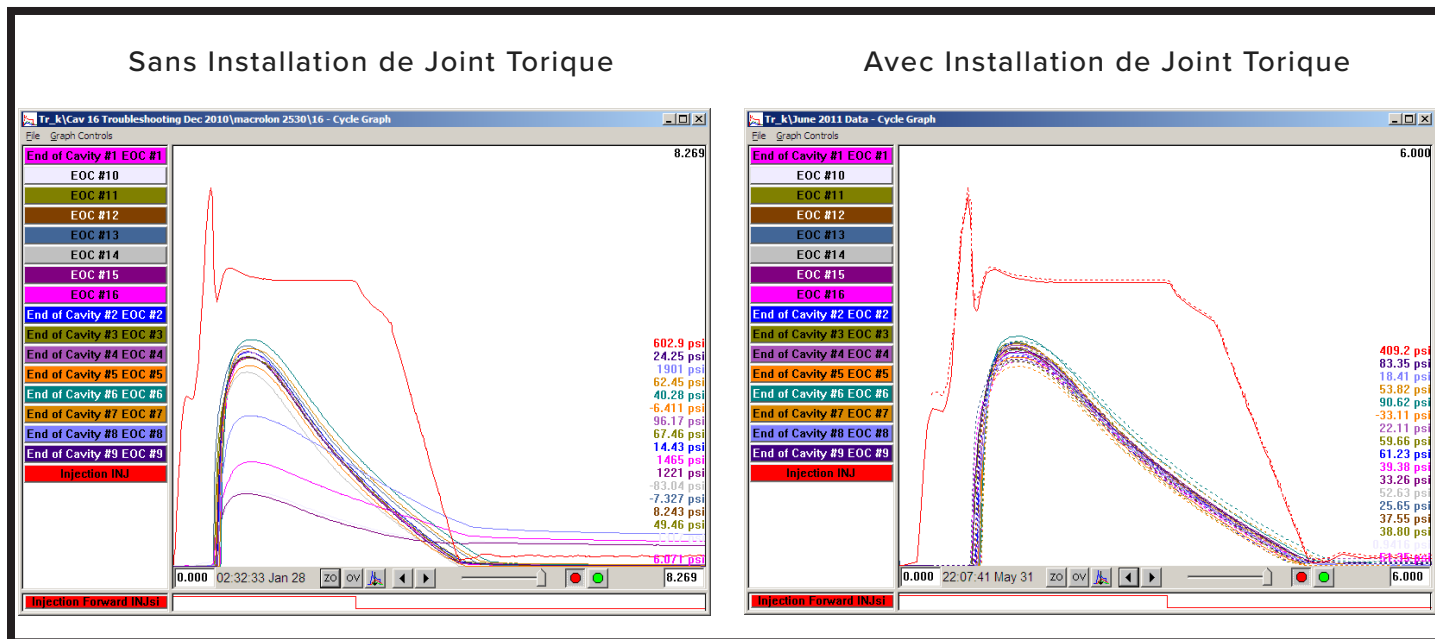 Sans Installation de Joint Torique
Tr_k\Cav 16 Troubleshooting Dec 2010\macrolon 2530\16 - Cycle Graph
File Graph Controls
End of Cavity #1 EOC #1
EOC #10
EOC #11
EOC #12
EOC #13
EOC #14
EOC #15
EOC #16
End of Cavity #2 EOC #2
End of Cavity #3 EOC #3
End of Cavity #4 EOC #4
End of Cavity #5 EOC #5
End of Cavity #6 EOC #6
End of Cavity #7 EOC #7
End of Cavity #8 EOC #8
End of Cavity #9 EOC #9
Injection INJ
8.269
602.9 psi
24.25 psi
1901 psi
62.45 psi
40.28 psi
-6.411 psi
96.17 psi
67.46 psi
14.43 psi
1465 psi
1221 psi
-83.04 psi
-7.327 psi
8.243 psi
49.46 psi
6.071 psi
0.000 02:32:33 Jan 28 ZO OV 8.269
Injection Forward INJsi
Avec Installation de Joint Torique
Tr_k\June 2011 Data - Cycle Graph
File Graph Controls
End of Cavity #1 EOC #1
EOC #10
EOC #11
EOC #12
EOC #13
EOC #14
EOC #15
EOC #16
End of Cavity #2 EOC #2
End of Cavity #3 EOC #3
End of Cavity #4 EOC #4
End of Cavity #5 EOC #5
End of Cavity #6 EOC #6
End of Cavity #7 EOC #7
End of Cavity #8 EOC #8
End of Cavity #9 EOC #9
Injection INJ
6.000
409.2 psi
83.35 psi
18.41 psi
53.82 psi
90.62 psi
-33.11 psi
22.11 psi
59.66 psi
61.23 psi
39.38 psi
33.26 psi
52.63 psi
25.65 psi
37.55 psi
38.80 psi
0.000 22:07:41 May 31 ZO OV 6.000
Injection Forward INJsi